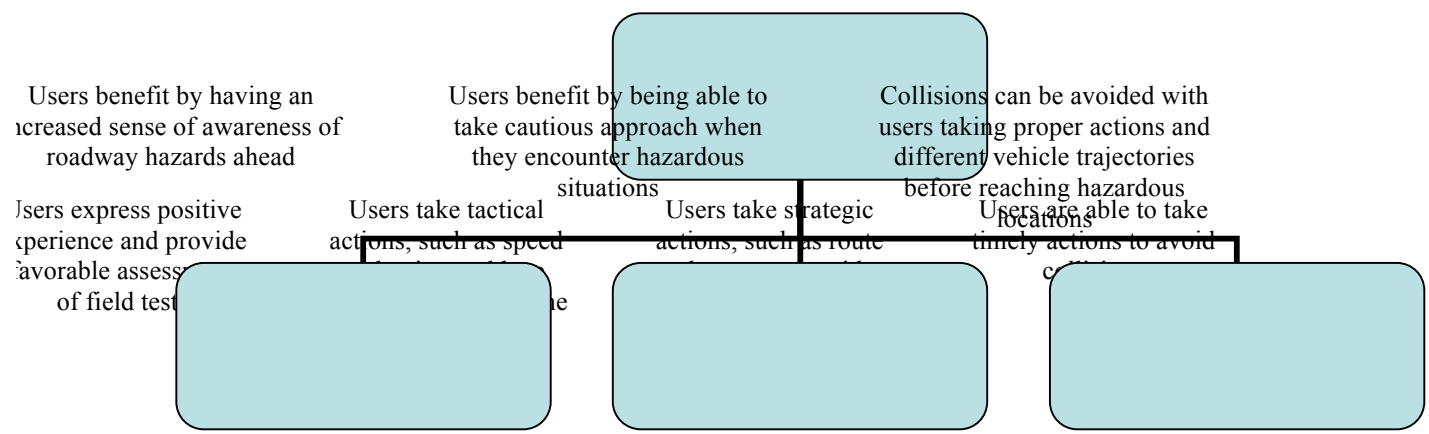 Users benefit by having an
ncreased sense of awareness of
roadway hazards ahead
Users benefit by being able to
take cautious approach when
they encounter hazardous
situations
Collisions can be avoided with
users taking proper actions and
different vehicle trajectories
before reaching hazardous
locations
Jsers express positive
xperience and provide
favorable assess
of field test
Users take tactical
actions, such as speed
Users take strategic
actions, such as route
Users are able to take
timely actions to avoid